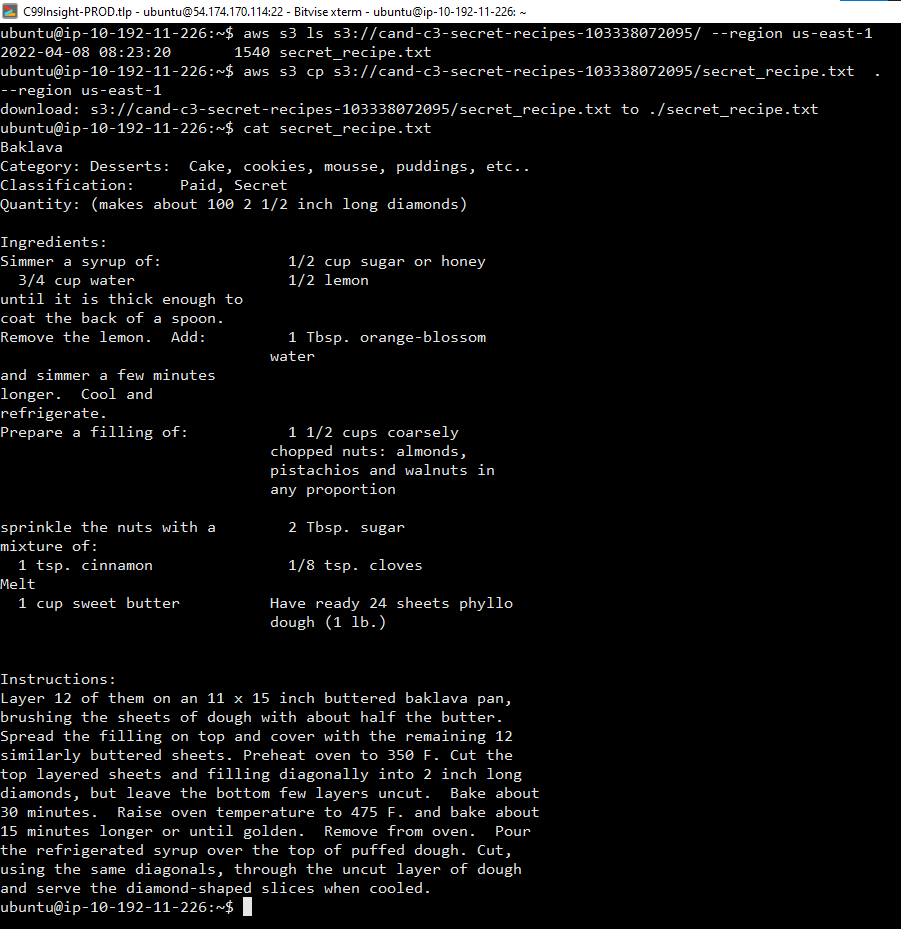 C99Insight-PROD.tlp - ubuntu@54.174.170.114:22 - Bitvise xterm - ubuntu@ip-10-192-11-226: ~
ubuntu@ip-10-192-11-226:~$ aws s3 ls s3://cand-c3-secret-recipes-103338072095/ --region us-east-1
2022-04-08 08:23:20       1540 secret_recipe.txt
ubuntu@ip-10-192-11-226:~$ aws s3 cp s3://cand-c3-secret-recipes-103338072095/secret_recipe.txt  .
--region us-east-1
download: s3://cand-c3-secret-recipes-103338072095/secret_recipe.txt to ./secret_recipe.txt
ubuntu@ip-10-192-11-226:~$ cat secret_recipe.txt
Baklava
Category: Desserts:  Cake, cookies, mousse, puddings, etc..
Classification:     Paid, Secret
Quantity: (makes about 100 2 1/2 inch long diamonds)

Ingredients:
Simmer a syrup of:              1/2 cup sugar or honey
  3/4 cup water                 1/2 lemon
until it is thick enough to
coat the back of a spoon.
Remove the lemon.  Add:         1 Tbsp. orange-blossom
                              water
and simmer a few minutes
longer.  Cool and
refrigerate.
Prepare a filling of:           1 1/2 cups coarsely
                              chopped nuts: almonds,
                              pistachios and walnuts in
                              any proportion

sprinkle the nuts with a        2 Tbsp. sugar
mixture of:
  1 tsp. cinnamon               1/8 tsp. cloves
Melt
  1 cup sweet butter          Have ready 24 sheets phyllo
                              dough (1 lb.)

Instructions:
Layer 12 of them on an 11 x 15 inch buttered baklava pan,
brushing the sheets of dough with about half the butter.
Spread the filling on top and cover with the remaining 12
similarly buttered sheets. Preheat oven to 350 F. Cut the
top layered sheets and filling diagonally into 2 inch long
diamonds, but leave the bottom few layers uncut.  Bake about
30 minutes.  Raise oven temperature to 475 F. and bake about
15 minutes longer or until golden.  Remove from oven.  Pour
the refrigerated syrup over the top of puffed dough. Cut,
using the same diagonals, through the uncut layer of dough
and serve the diamond-shaped slices when cooled.
ubuntu@ip-10-192-11-226:~$